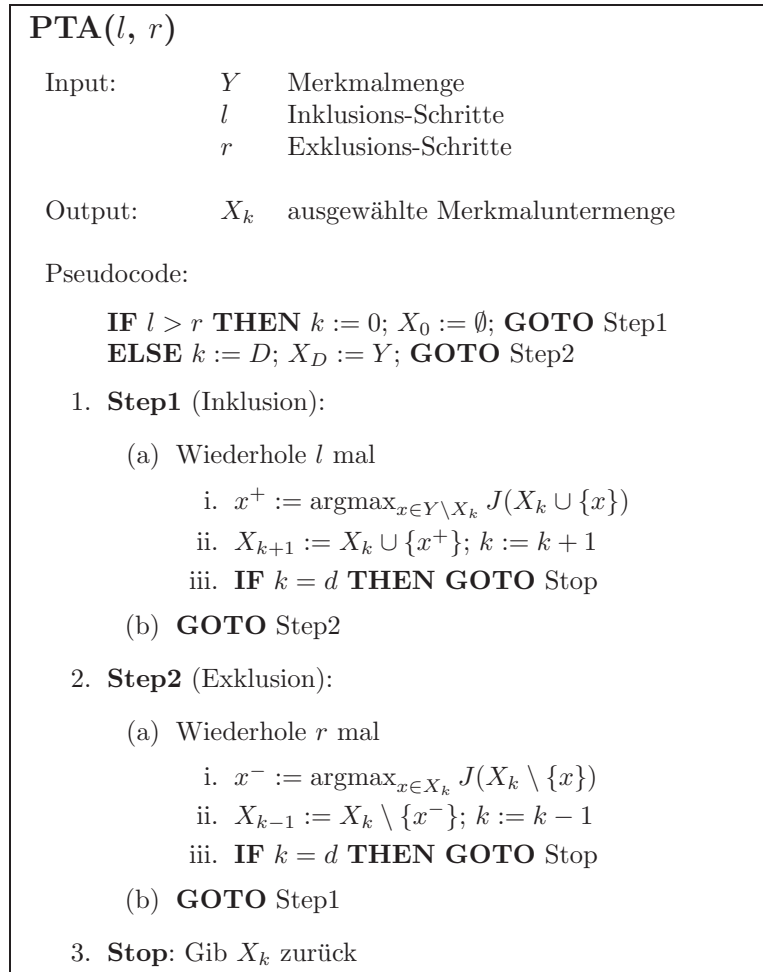 PTA(l, r)
Input: Y Merkmalmenge
l Inklusions-Schritte
r Exklusions-Schritte
Output: X_k ausgewählte Merkmaluntermenge
Pseudocode:
IF l > r THEN k := 0; X_0 := ∅; GOTO Step1
ELSE k := D; X_D := Y; GOTO Step2
1. Step1 (Inklusion):
(a) Wiederhole l mal
i. x^+ := argmax_{x∈Y\X_k} J(X_k ∪ {x})
ii. X_{k+1} := X_k ∪ {x^+}; k := k + 1
iii. IF k = d THEN GOTO Stop
(b) GOTO Step2
2. Step2 (Exklusion):
(a) Wiederhole r mal
i. x^− := argmax_{x∈X_k} J(X_k \ {x})
ii. X_{k−1} := X_k \ {x^−}; k := k − 1
iii. IF k = d THEN GOTO Stop
(b) GOTO Step1
3. Stop: Gib X_k zurück